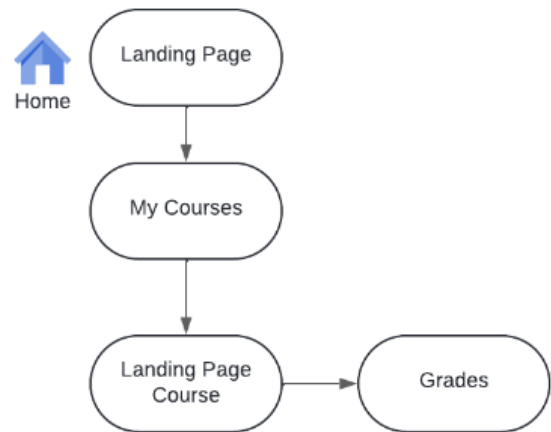 Landing Page
Home
My Courses
Landing Page
Course
Grades